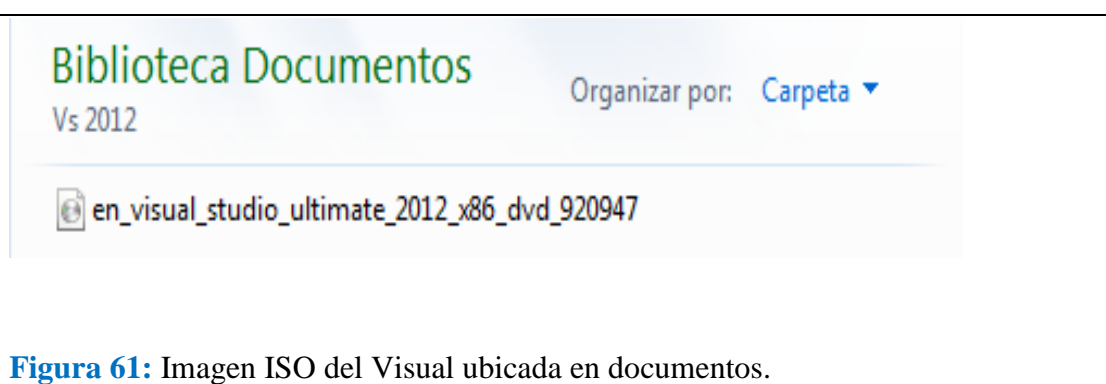 Biblioteca Documentos
Organizar por: Carpeta
Vs 2012
en_visual_studio_ultimate_2012_x86_dvd_920947
Figura 61: Imagen ISO del Visual ubicada en documentos.